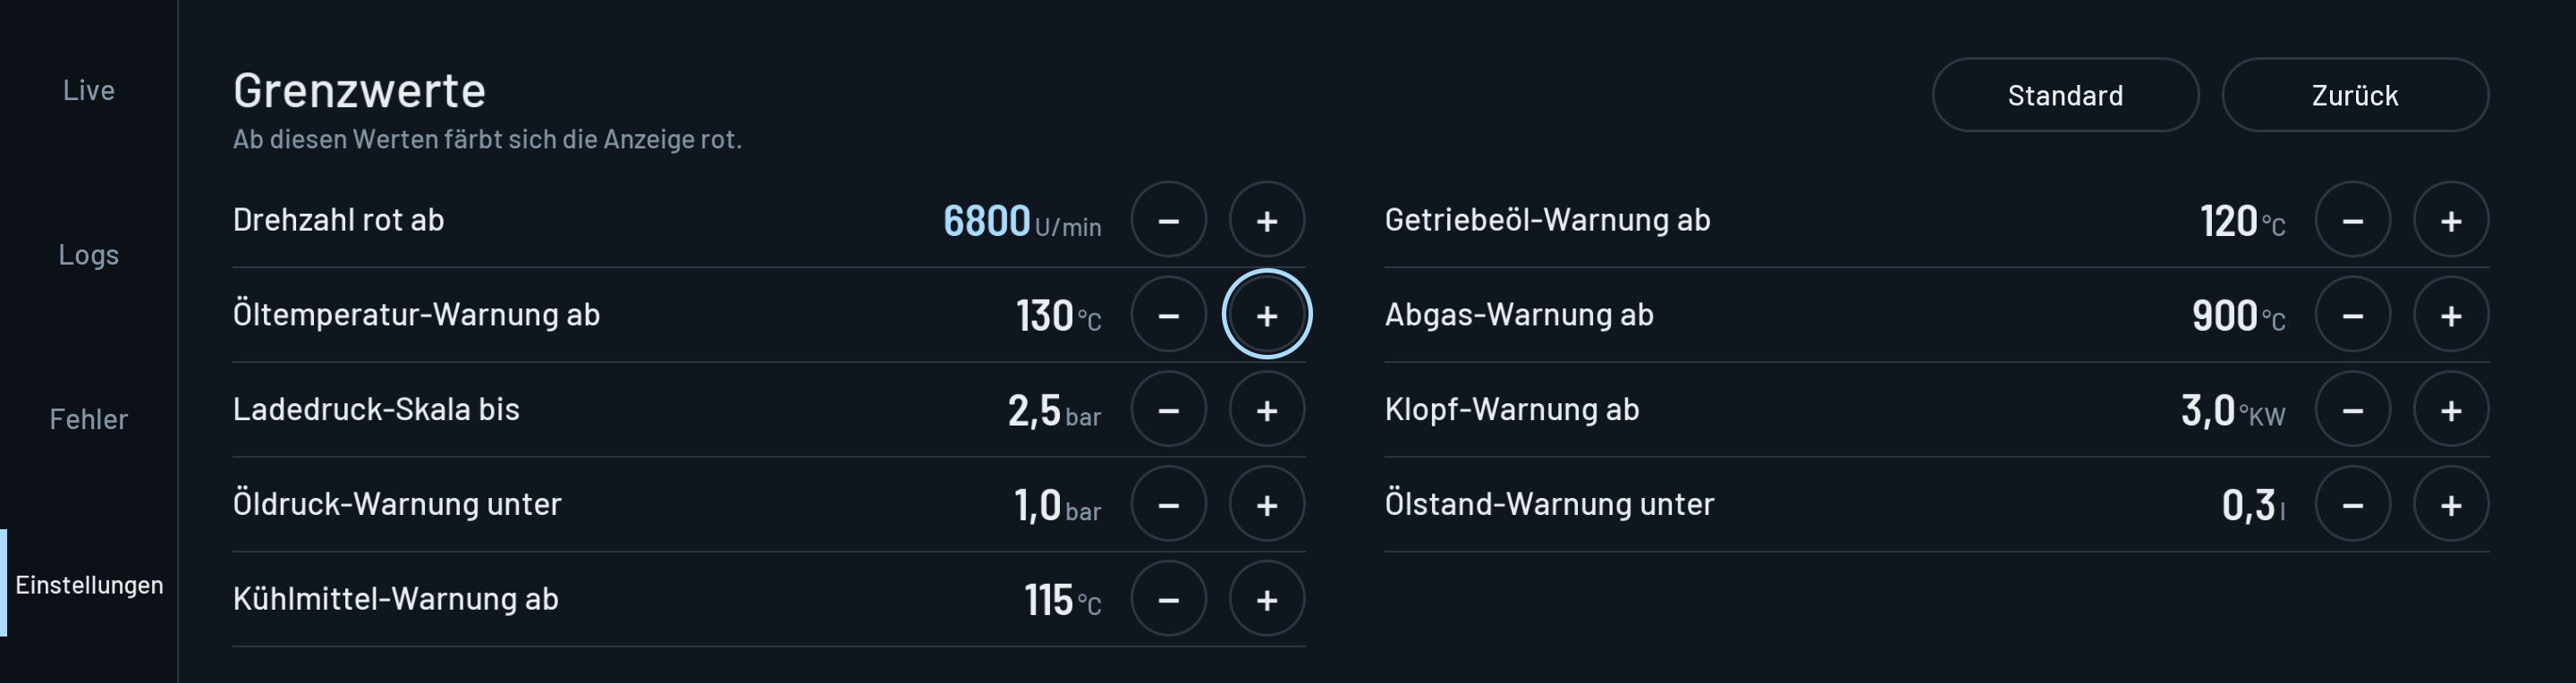 Live
Logs
Fehler
Einstellungen
Grenzwerte
Ab diesen Werten färbt sich die Anzeige rot.
Standard
Zurück
Drehzahl rot ab 6800 U/min − +
Öltemperatur-Warnung ab 130 °C − +
Ladedruck-Skala bis 2,5 bar − +
Öldruck-Warnung unter 1,0 bar − +
Kühlmittel-Warnung ab 115 °C − +
Getriebeöl-Warnung ab 120 °C − +
Abgas-Warnung ab 900 °C − +
Klopf-Warnung ab 3,0 °KW − +
Ölstand-Warnung unter 0,3 l − +